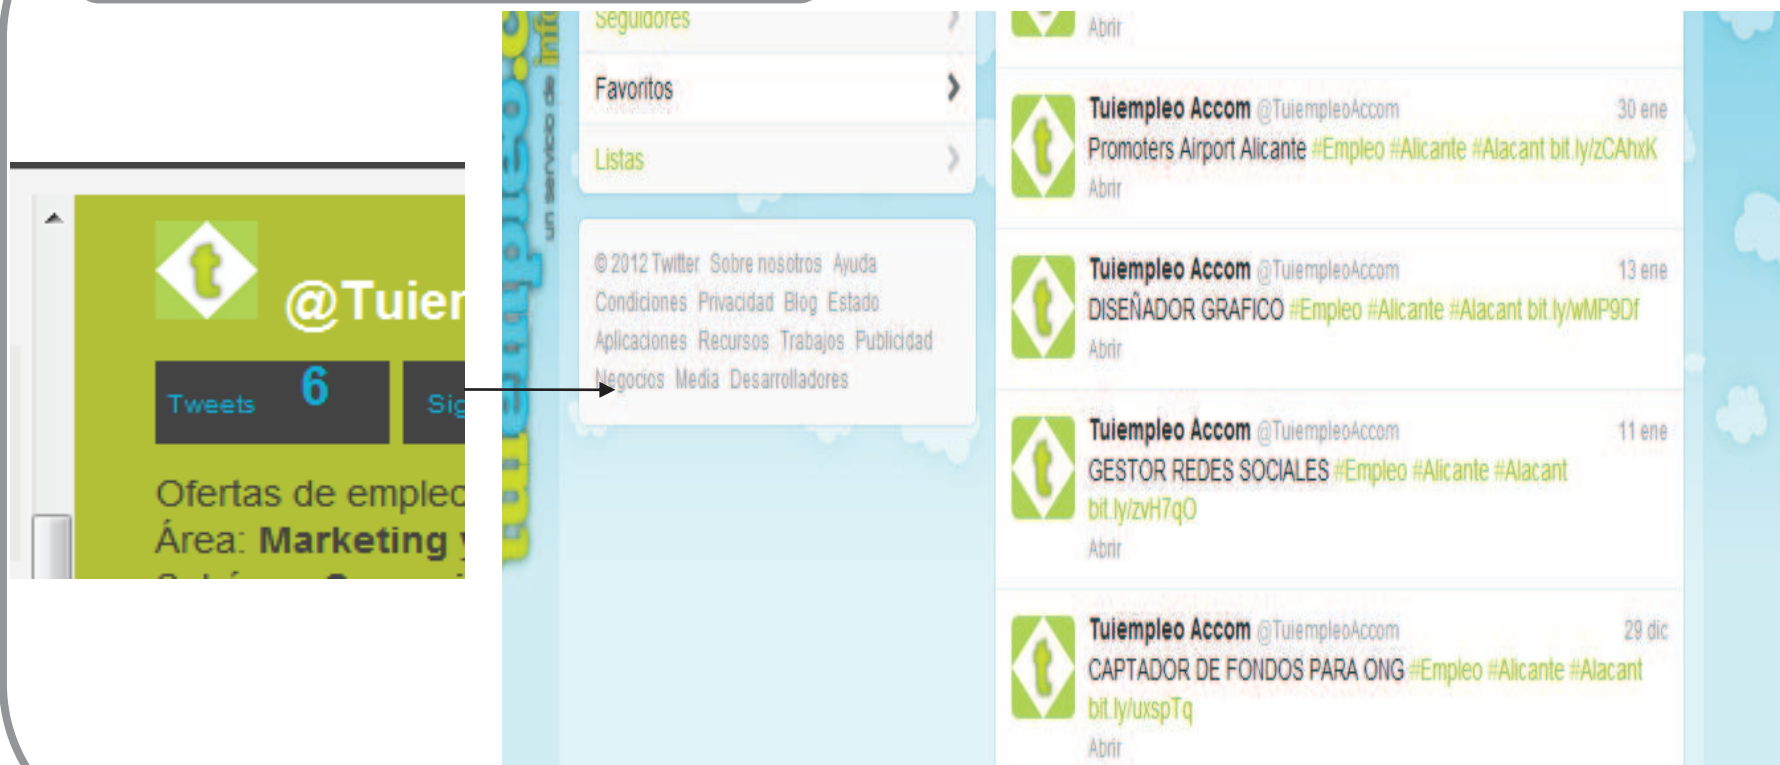 @Tuien
Tweets 6
Sig
Ofertas de empleo
Área: Marketing y
un servicio de info
Seguidores
Favoritos
Listas
© 2012 Twitter Sobre nosotros Ayuda
Condiciones Privacidad Blog Estado
Aplicaciones Recursos Trabajos Publicidad
Negocios Media Desarrolladores
Abrir
Tuiempleo Accom @TuiempleoAccom 30 ene
Promoters Airport Alicante #Empleo #Alicante #Alacant bit.ly/zCAhxK
Abrir
Tuiempleo Accom @TuiempleoAccom 13 ene
DISEÑADOR GRAFICO #Empleo #Alicante #Alacant bit.ly/wMP9Df
Abrir
Tuiempleo Accom @TuiempleoAccom 11 ene
GESTOR REDES SOCIALES #Empleo #Alicante #Alacant
bit.ly/zvH7qO
Abrir
Tuiempleo Accom @TuiempleoAccom 29 dic
CAPTADOR DE FONDOS PARA ONG #Empleo #Alicante #Alacant
bit.ly/uxspTq
Abrir